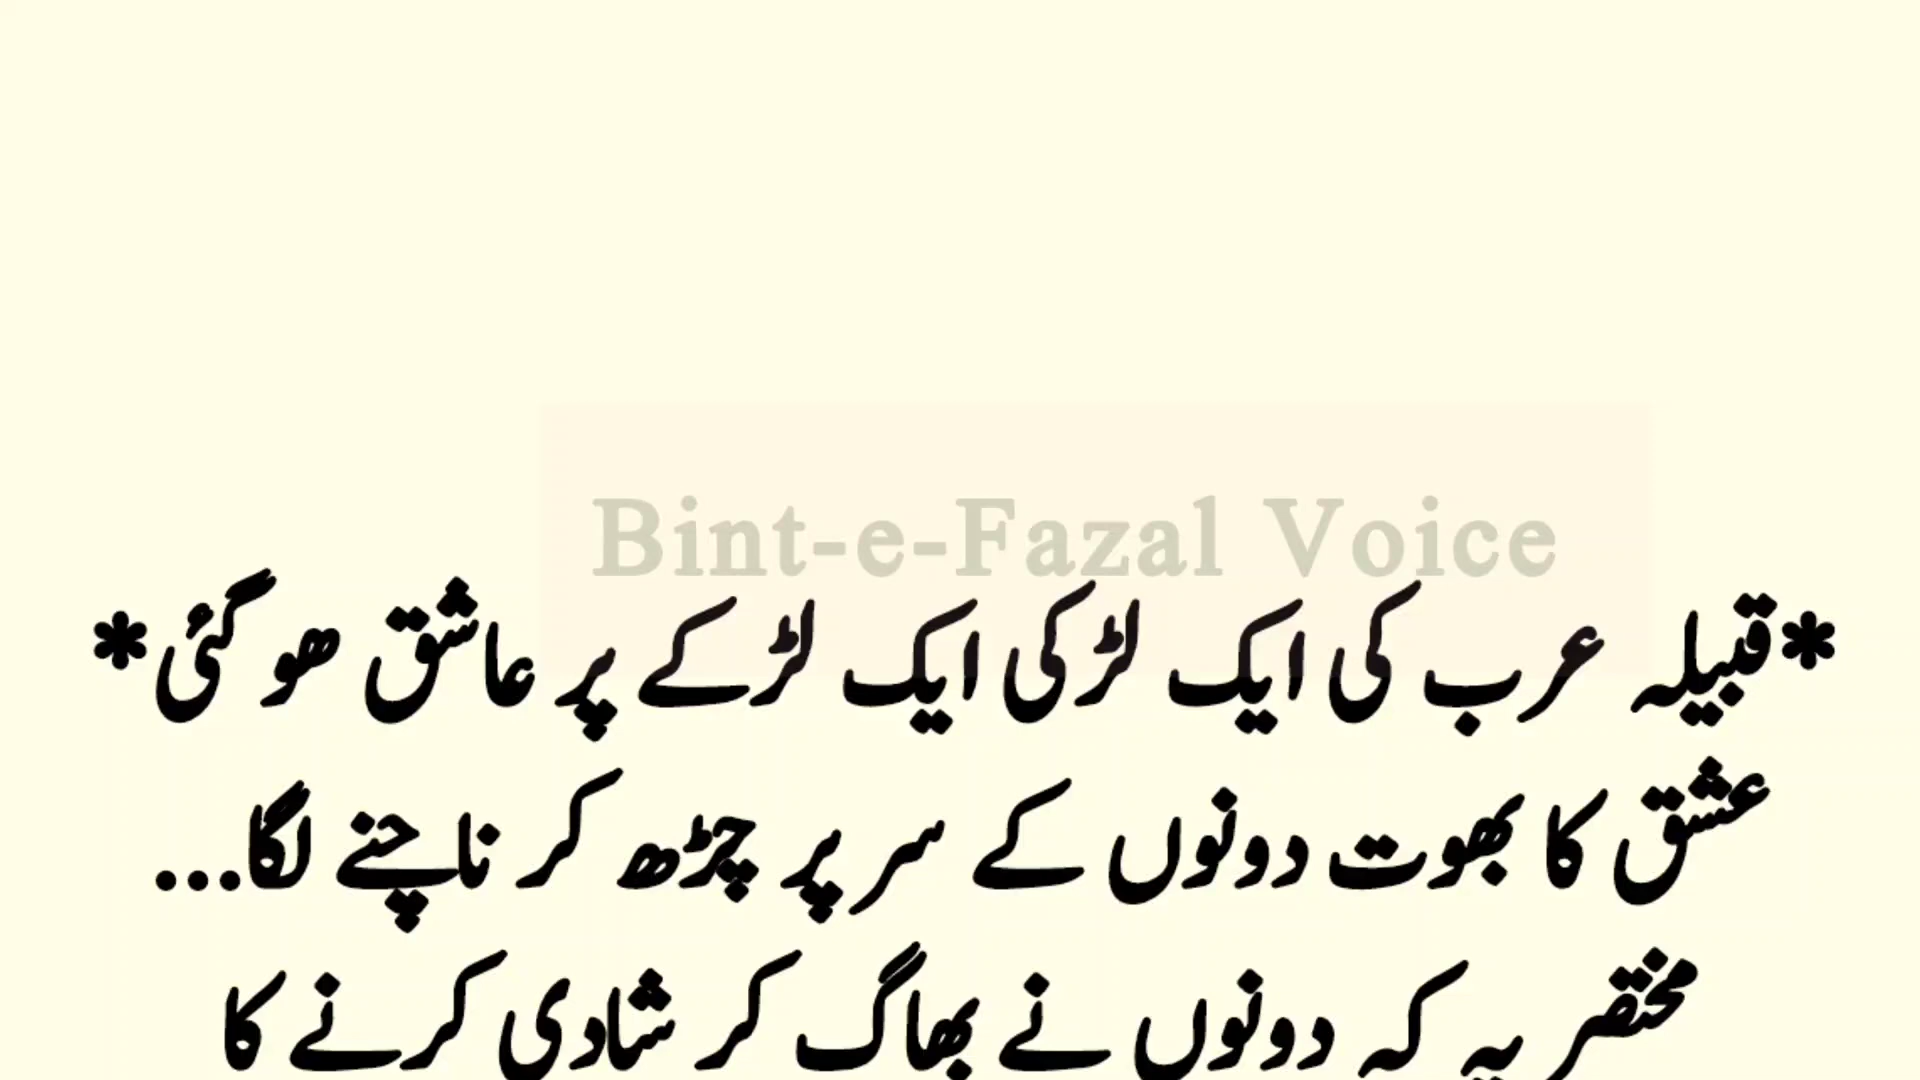 Bint-e-Fazal Voice
*قبیلہ عرب کی ایک لڑکی ایک لڑکے پر عاشق ھو گئی*
عشق کا بھوت دونوں کے سر پر چڑھ کر ناچنے لگا...
مختصر یہ کہ دونوں نے بھاگ کر شادی کرنے کا